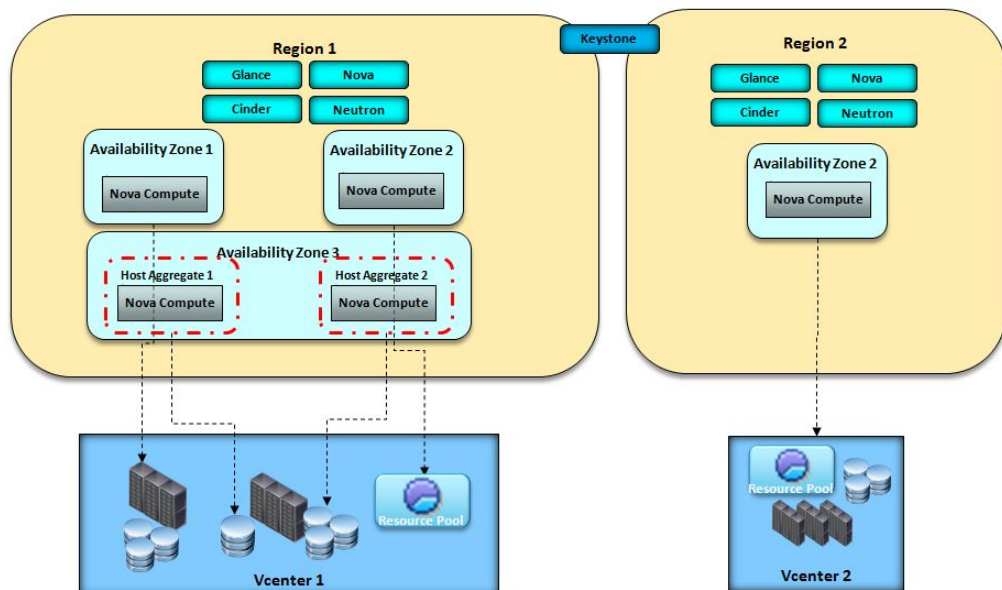 Keystone
Region 1
Glance
Nova
Cinder
Neutron
Availability Zone 1
Nova Compute
Availability Zone 2
Nova Compute
Availability Zone 3
Host Aggregate 1
Nova Compute
Host Aggregate 2
Nova Compute
Region 2
Glance
Nova
Cinder
Neutron
Availability Zone 2
Nova Compute
Resource Pool
Vcenter 1
Resource Pool
Vcenter 2